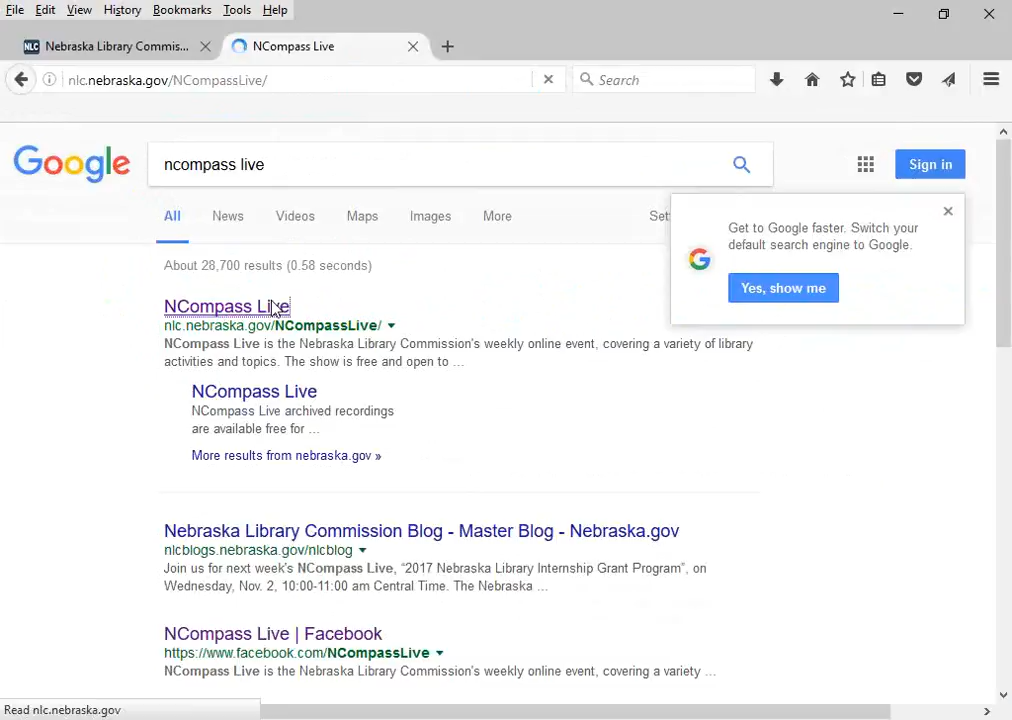 File Edit View History Bookmarks Tools Help
NLC Nebraska Library Commis...
NCompass Live
nlc.nebraska.gov/NCompassLive/
Search
Google
ncompass live
Sign in
All News Videos Maps Images More Set
Get to Google faster. Switch your
default search engine to Google.
Yes, show me
About 28,700 results (0.58 seconds)
NCompass Live
nlc.nebraska.gov/NCompassLive/
NCompass Live is the Nebraska Library Commission's weekly online event, covering a variety of library
activities and topics. The show is free and open to ...
NCompass Live
NCompass Live archived recordings
are available free for ...
More results from nebraska.gov »
Nebraska Library Commission Blog - Master Blog - Nebraska.gov
nlcblogs.nebraska.gov/nlcblog
Join us for next week's NCompass Live, “2017 Nebraska Library Internship Grant Program”, on
Wednesday, Nov. 2, 10:00-11:00 am Central Time. The Nebraska ...
NCompass Live | Facebook
https://www.facebook.com/NCompassLive
NCompass Live is the Nebraska Library Commission's weekly online event, covering a variety ...
Read nlc.nebraska.gov